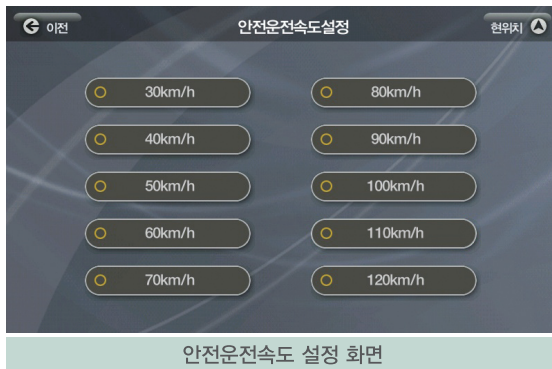 이전 안전운전속도설정 현위치
30km/h 80km/h
40km/h 90km/h
50km/h 100km/h
60km/h 110km/h
70km/h 120km/h
안전운전속도 설정 화면